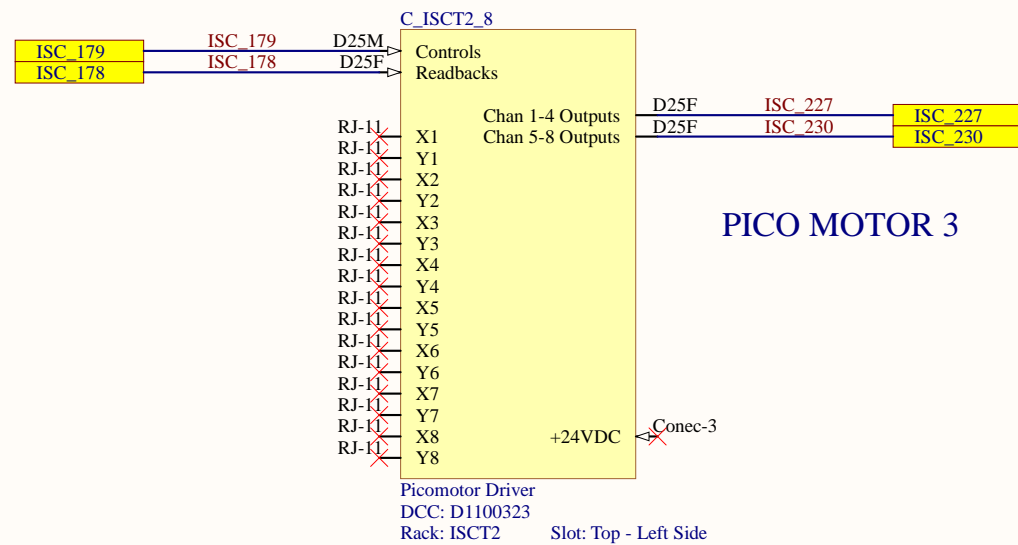 C_ISCT2_8
ISC_179 ISC_179 D25M Controls
ISC_178 ISC_178 D25F Readbacks
Chan 1-4 Outputs D25F ISC_227 ISC_227
Chan 5-8 Outputs D25F ISC_230 ISC_230
RJ-11 X1
RJ-11 Y1
RJ-11 X2
RJ-11 Y2
RJ-11 X3
RJ-11 Y3
RJ-11 X4
RJ-11 Y4
RJ-11 X5
RJ-11 Y5
RJ-11 X6
RJ-11 Y6
RJ-11 X7
RJ-11 Y7
RJ-11 X8
RJ-11 Y8
PICO MOTOR 3
+24VDC Conec-3
Picomotor Driver
DCC: D1100323
Rack: ISCT2 Slot: Top - Left Side